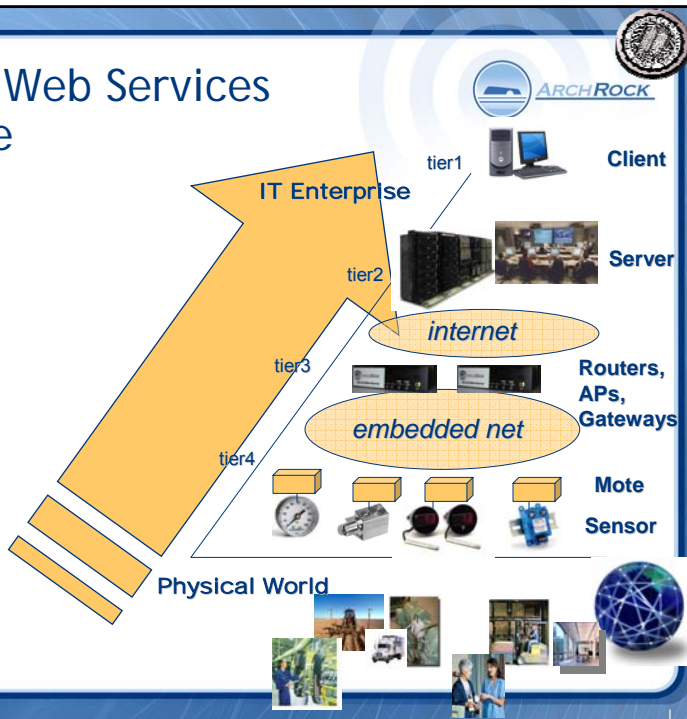 Web Services
e
ARCHROCK
tier1
Client
IT Enterprise
Server
tier2
internet
tier3
Routers,
APs,
Gateways
embedded net
tier4
Mote
Sensor
Physical World